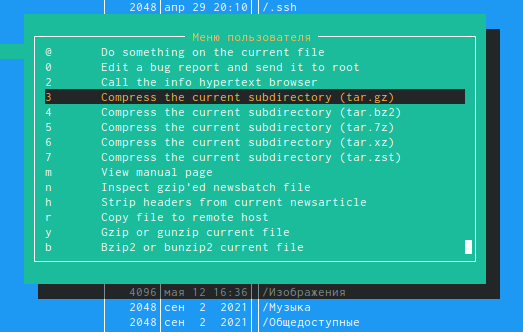 2048 апр 29 20:10 /.ssh
Меню пользователя
@ Do something on the current file
0 Edit a bug report and send it to root
2 Call the info hypertext browser
3 Compress the current subdirectory (tar.gz)
4 Compress the current subdirectory (tar.bz2)
5 Compress the current subdirectory (tar.7z)
6 Compress the current subdirectory (tar.xz)
7 Compress the current subdirectory (tar.zst)
m View manual page
n Inspect gzip'ed newsbatch file
h Strip headers from current newsarticle
r Copy file to remote host
y Gzip or gunzip current file
b Bzip2 or bunzip2 current file
4096 мая 12 16:36 /Изображения
2048 сен 2 2021 /Музыка
2048 сен 2 2021 /Общедоступные